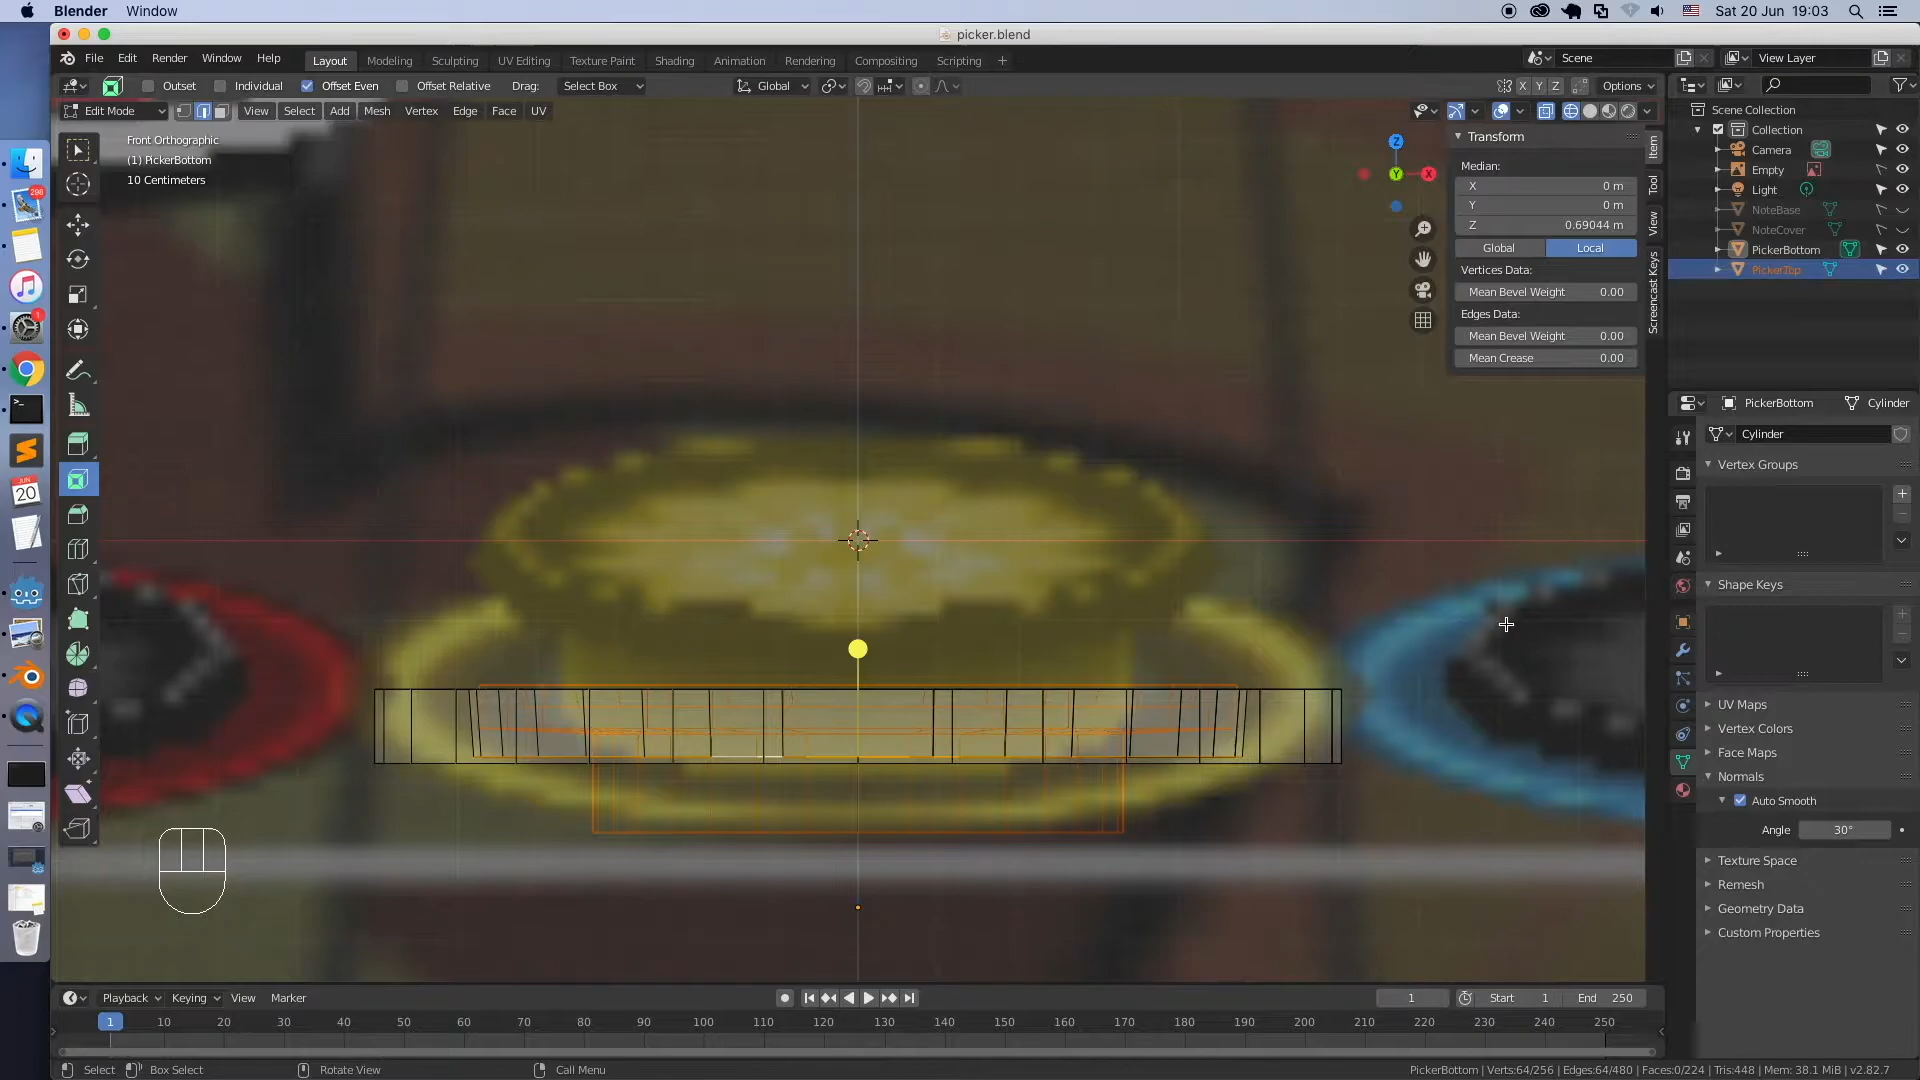 Blender Window Sat 20 Jun 19:03
picker.blend
File Edit Render Window Help Layout Modeling Sculpting UV Editing Texture Paint Shading Animation Rendering Compositing Scripting + Scene View Layer
Outset Individual Offset Even Offset Relative Drag: Select Box Global X Y Z Options
Edit Mode View Select Add Mesh Vertex Edge Face UV
Front Orthographic
(1) PickerBottom
10 Centimeters
Z
Y
X
Transform
Median:
X 0 m
Y 0 m
Z 0.69044 m
Global Local
Vertices Data:
Mean Bevel Weight 0.00
Edges Data:
Mean Bevel Weight 0.00
Mean Crease 0.00
Item
Tool
View
Screencast Keys
Scene Collection
Collection
Camera
Empty
Light
NoteBase
NoteCover
PickerBottom
PickerTop
PickerBottom Cylinder
Cylinder
Vertex Groups
Shape Keys
UV Maps
Vertex Colors
Face Maps
Normals
Auto Smooth
Angle 30°
Texture Space
Remesh
Geometry Data
Custom Properties
298
1
JUN
20
Playback Keying View Marker 1 Start 1 End 250
1 10 20 30 40 50 60 70 80 90 100 110 120 130 140 150 160 170 180 190 200 210 220 230 240 250
Select Box Select Rotate View Call Menu PickerBottom | Verts:64/256 | Edges:64/480 | Faces:0/224 | Tris:448 | Mem: 38.1 MiB | v2.82.7